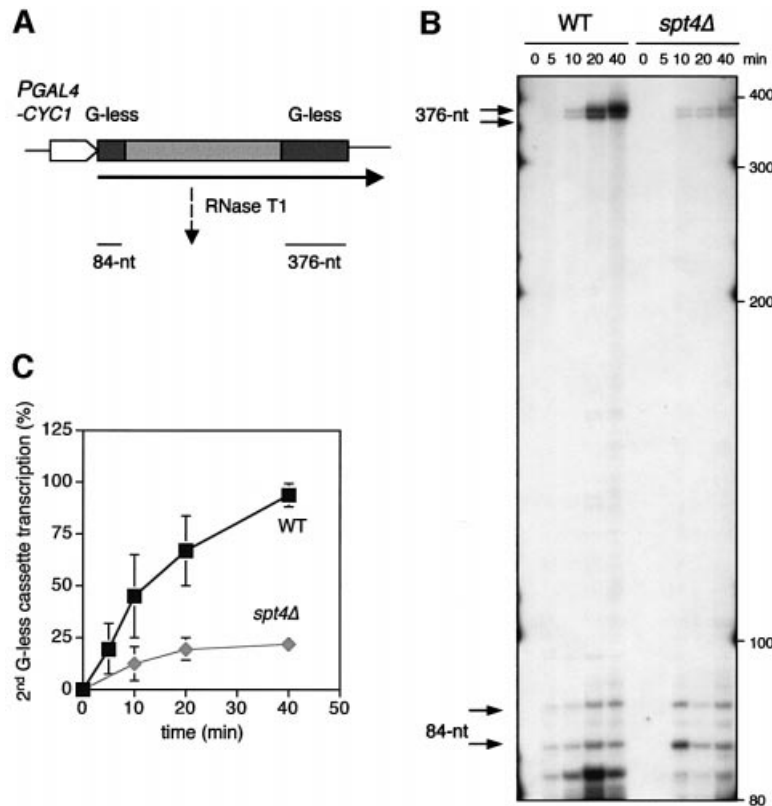 A
PGAL4
-CYC1
G-less
G-less
RNase T1
84-nt
376-nt
B
WT
spt4Δ
0 5 10 20 40 0 5 10 20 40 min
376-nt
400
300
200
100
84-nt
80
C
2nd G-less cassette transcription (%)
125
100
75
50
25
0
WT
spt4Δ
0 10 20 30 40 50
time (min)